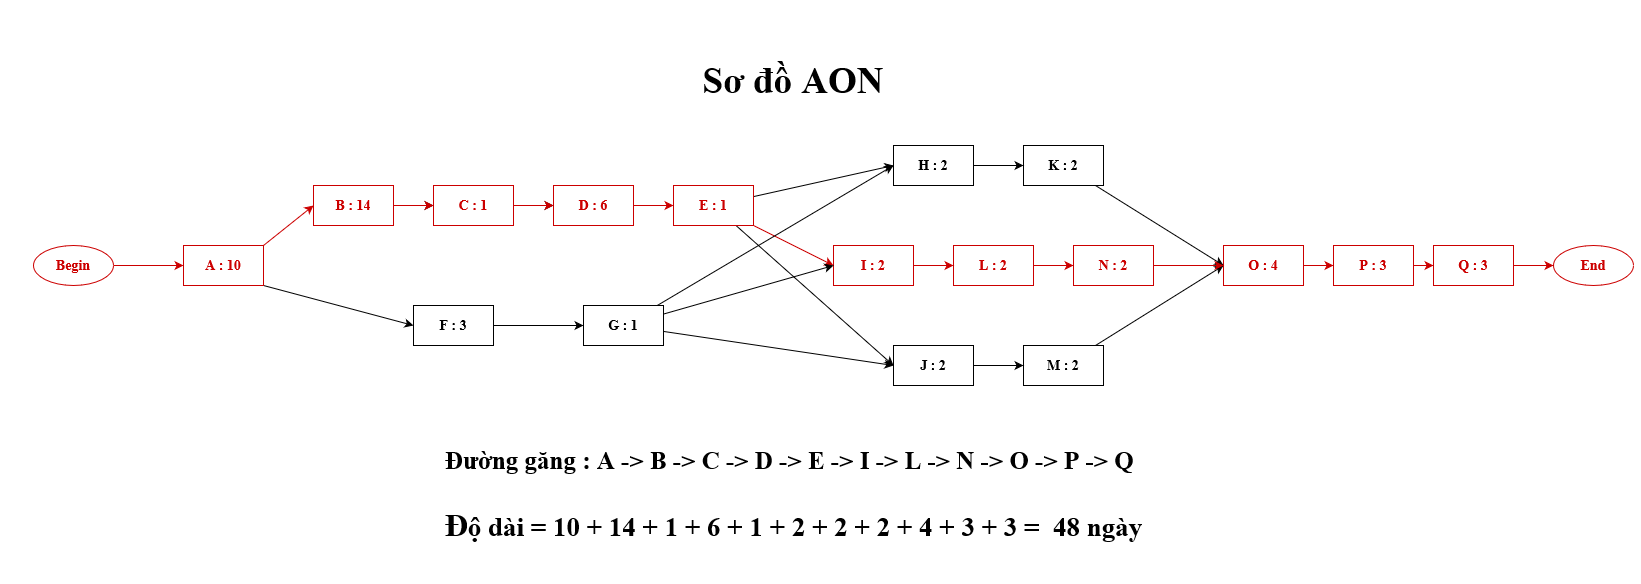 Sơ đồ AON
H : 2
K : 2
B : 14
C : 1
D : 6
E : 1
Begin
A : 10
I : 2
L : 2
N : 2
O : 4
P : 3
Q : 3
End
F : 3
G : 1
J : 2
M : 2
Đường găng : A -> B -> C -> D -> E -> I -> L -> N -> O -> P -> Q
Độ dài = 10 + 14 + 1 + 6 + 1 + 2 + 2 + 2 + 4 + 3 + 3 = 48 ngày